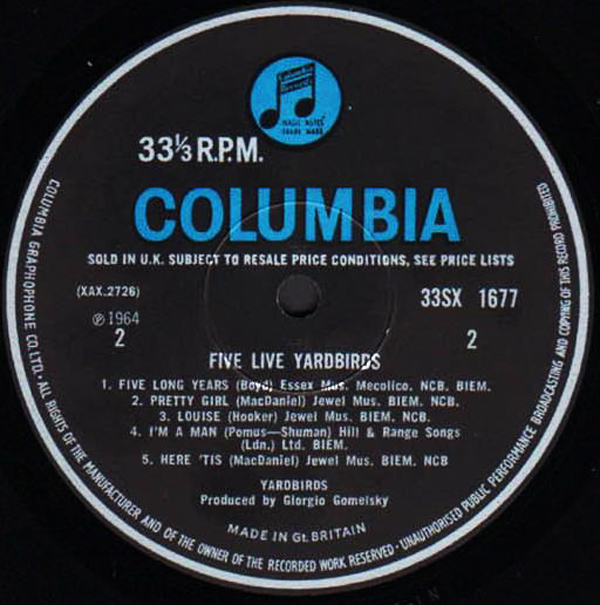 Columbia
Records
MAGIC NOTES
TRADE MARK
33⅓ R.P.M.
COLUMBIA
SOLD IN U.K. SUBJECT TO RESALE PRICE CONDITIONS, SEE PRICE LISTS
(XAX.2726)
33SX 1677
℗ 1964
2
2
FIVE LIVE YARDBIRDS
1. FIVE LONG YEARS (Boyd) Essex Mus. Mecolico. NCB. BIEM.
2. PRETTY GIRL (MacDaniel) Jewel Mus. BIEM. NCB.
3. LOUISE (Hooker) Jewel Mus. BIEM. NCB.
4. I'M A MAN (Pomus—Shuman) Hill & Range Songs
(Ldn.) Ltd. BIEM.
5. HERE 'TIS (MacDaniel) Jewel Mus. BIEM. NCB
YARDBIRDS
Produced by Giorgio Gomelsky
MADE IN Gt. BRITAIN
COLUMBIA GRAPHOPHONE CO. LTD. · ALL RIGHTS OF THE MANUFACTURER AND OF THE OWNER OF THE RECORDED WORK RESERVED · UNAUTHORISED PUBLIC PERFORMANCE BROADCASTING AND COPYING OF THIS RECORD PROHIBITED